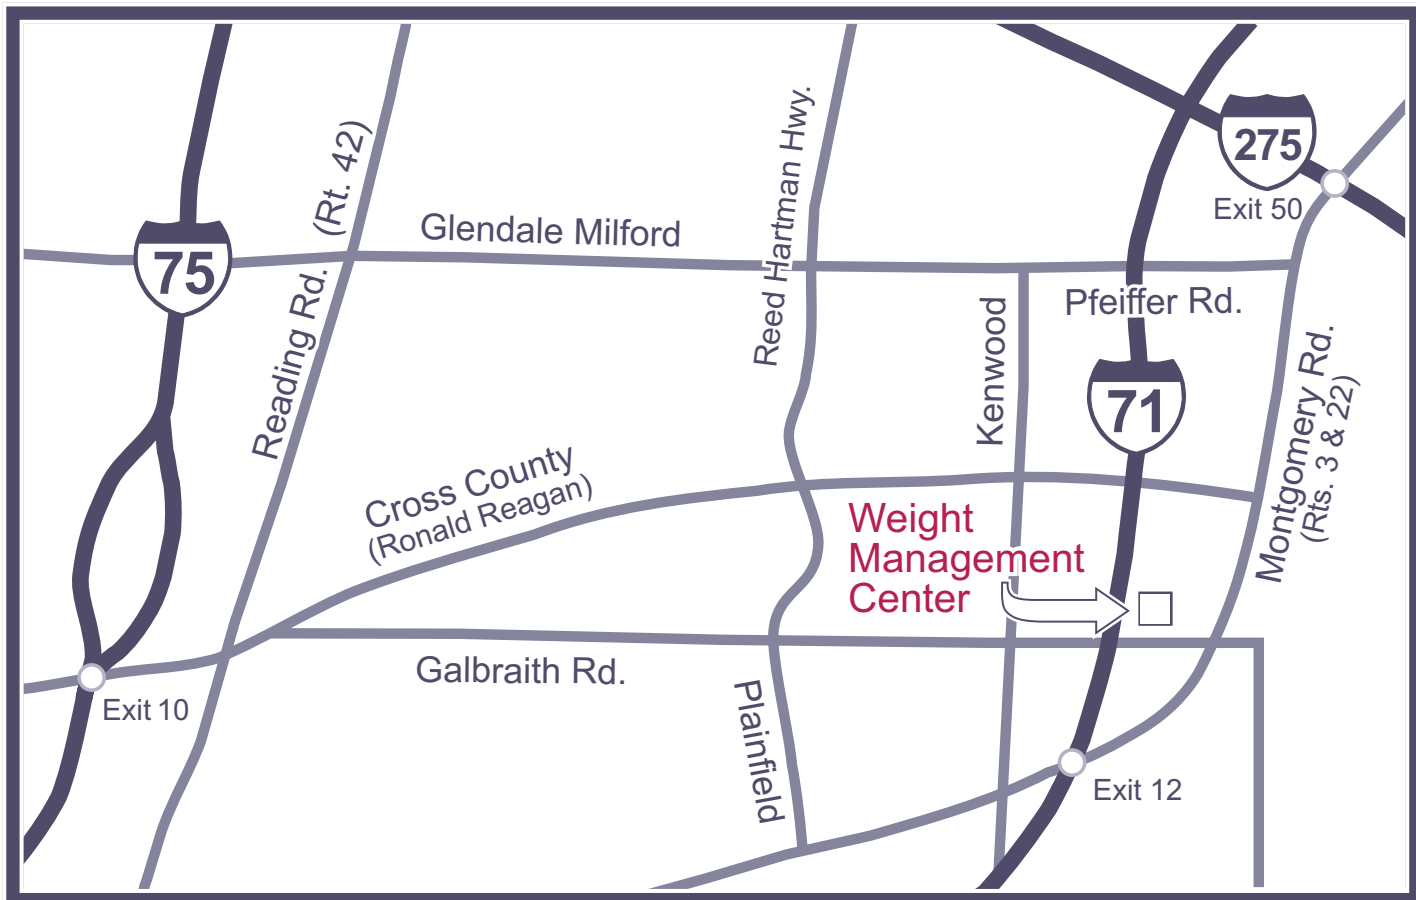 275
Exit 50
(Rt. 42)
Reed Hartman Hwy.
Glendale Milford
75
Reading Rd.
Pfeiffer Rd.
Kenwood
71
Montgomery Rd.
(Rts. 3 & 22)
Cross County
(Ronald Reagan)
Weight
Management
Center
Galbraith Rd.
Exit 10
Plainfield
Exit 12